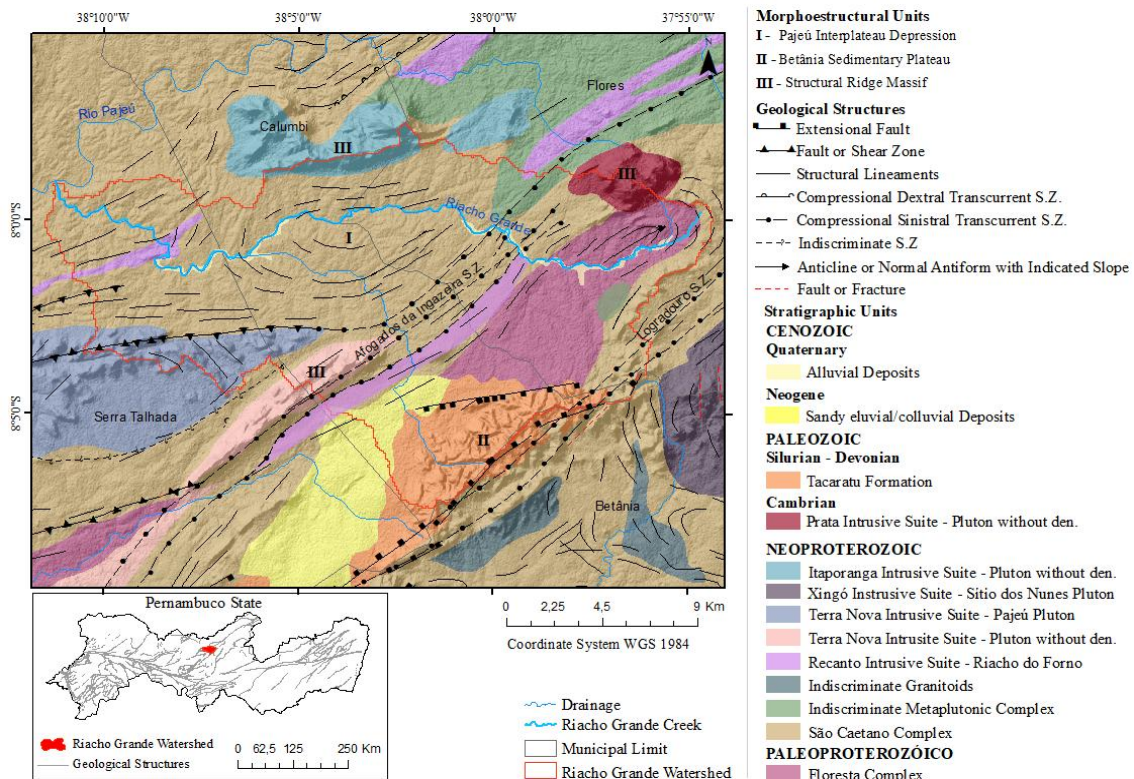 38°10'0"W
38°5'0"W
38°0'0"W
37°55'0"W
8°0'0"S
8°50'0"S
N
Rio Pajeú
Calumbi
Flores
III
III
Riacho Grande
I
Afogados da Ingazeira S.Z.
Logradouro S.Z.
III
Serra Talhada
II
Betânia
Pernambuco State
Riacho Grande Watershed
Geological Structures
0 62,5 125 250 Km
0 2,25 4,5 9 Km
Coordinate System WGS 1984
Drainage
Riacho Grande Creek
Municipal Limit
Riacho Grande Watershed
Morphoestructural Units
I - Pajeú Interplateau Depression
II - Betânia Sedimentary Plateau
III - Structural Ridge Massif
Geological Structures
Extensional Fault
Fault or Shear Zone
Structural Lineaments
Compressional Dextral Transcurrent S.Z.
Compressional Sinistral Transcurrent S.Z.
Indiscriminate S.Z
Anticline or Normal Antiform with Indicated Slope
Fault or Fracture
Stratigraphic Units
CENOZOIC
Quaternary
Alluvial Deposits
Neogene
Sandy eluvial/colluvial Deposits
PALEOZOIC
Silurian - Devonian
Tacaratu Formation
Cambrian
Prata Intrusive Suite - Pluton without den.
NEOPROTEROZOIC
Itaporanga Intrusive Suite - Pluton without den.
Xingó Instrusive Suite - Sitio dos Nunes Pluton
Terra Nova Intrusive Suite - Pajeú Pluton
Terra Nova Intrusite Suite - Pluton without den.
Recanto Intrusive Suite - Riacho do Forno
Indiscriminate Granitoids
Indiscriminate Metaplutonic Complex
São Caetano Complex
PALEOPROTEROZÓICO
Floresta Complex